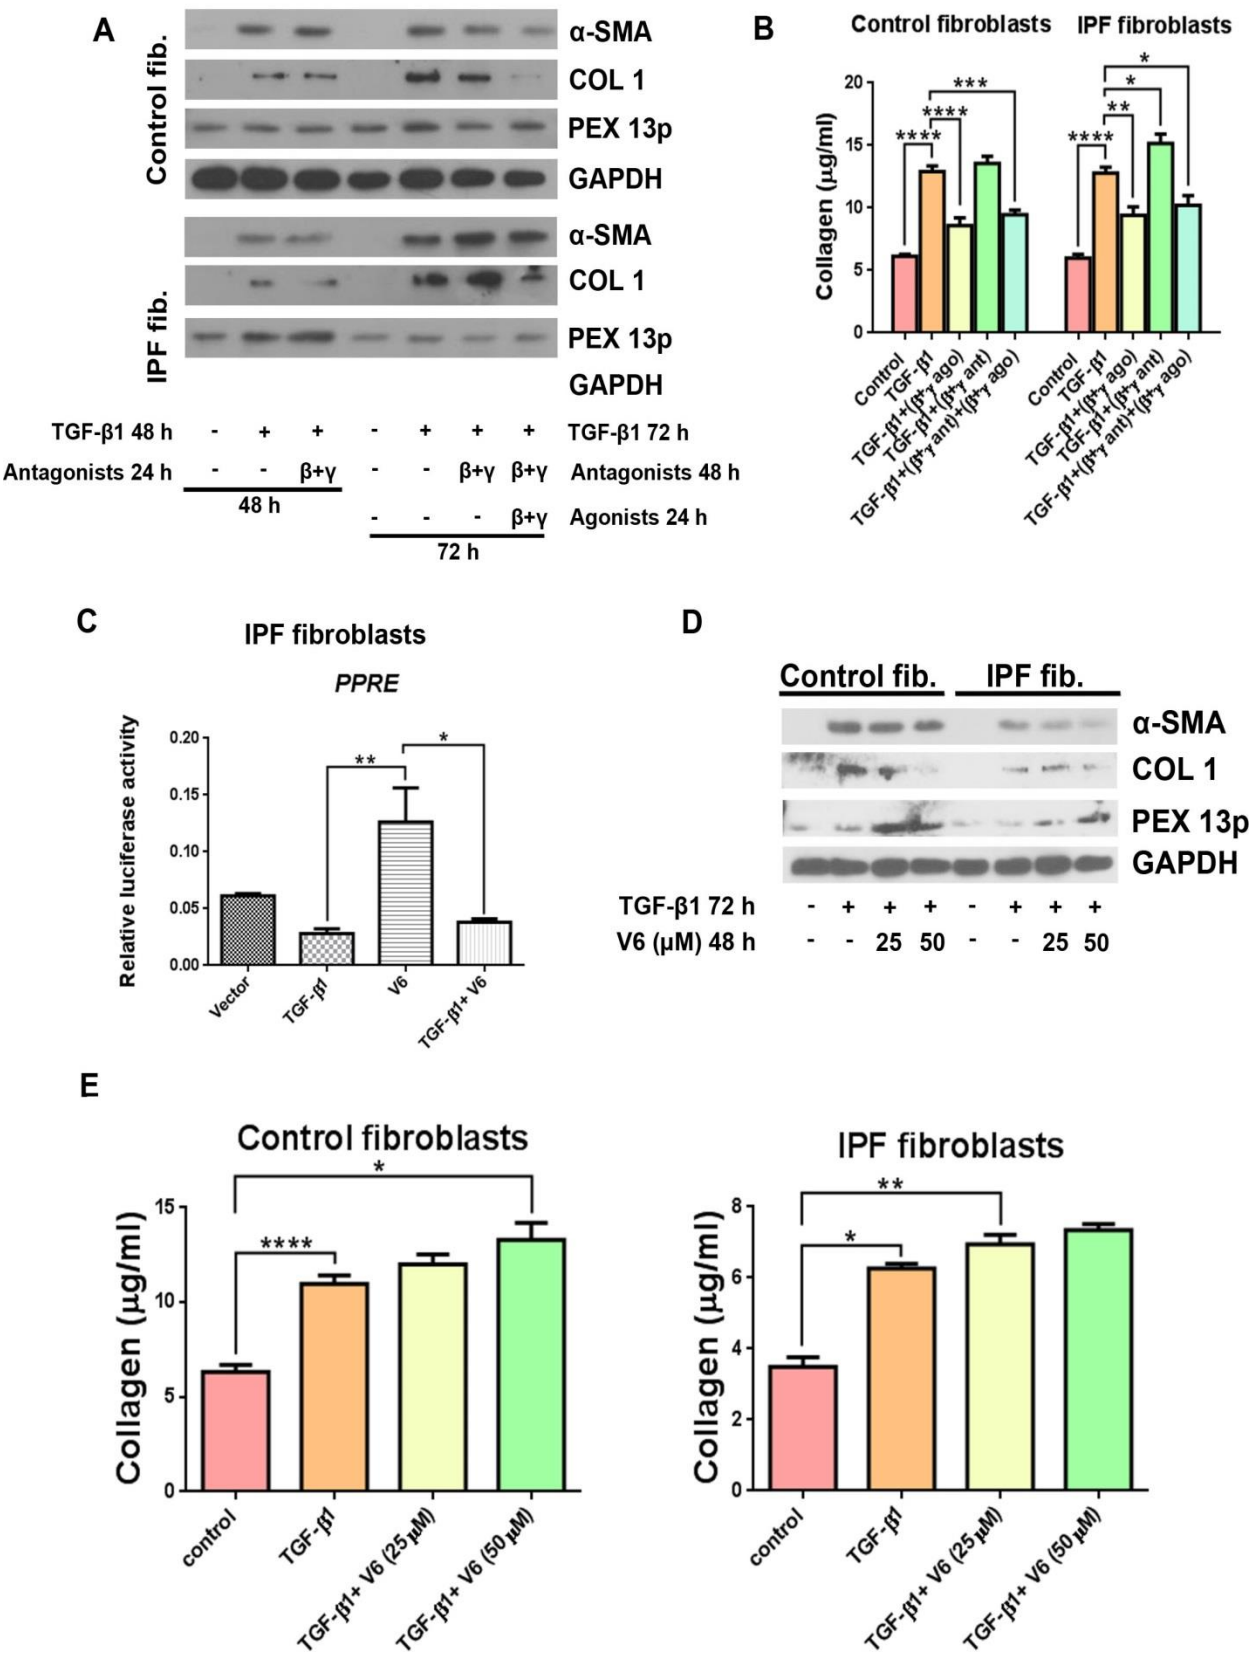 A
Control fib.
α-SMA
COL 1
PEX 13p
GAPDH
IPF fib.
α-SMA
COL 1
PEX 13p
GAPDH
TGF-β1 48 h - + + - + + + TGF-β1 72 h
Antagonists 24 h - - β+γ - - β+γ β+γ Antagonists 48 h
48 h
- - - β+γ Agonists 24 h
72 h
B
Control fibroblasts IPF fibroblasts
Collagen (μg/ml)
20
15
10
5
0
**** **** ***
**** ** * *
Control
TGF-β1
TGF-β1+(β+γ ago)
TGF-β1+(β+γ ant)
TGF-β1+(β+γ ant)+(β+γ ago)
Control
TGF-β1
TGF-β1+(β+γ ago)
TGF-β1+(β+γ ant)
TGF-β1+(β+γ ant)+(β+γ ago)
C
IPF fibroblasts
PPRE
Relative luciferase activity
0.20
0.15
0.10
0.05
0.00
** *
Vector
TGF-β1
V6
TGF-β1+ V6
D
Control fib. IPF fib.
α-SMA
COL 1
PEX 13p
GAPDH
TGF-β1 72 h - + + + - + + +
V6 (μM) 48 h - - 25 50 - - 25 50
E
Control fibroblasts
Collagen (μg/ml)
15
10
5
0
*
****
control
TGF-β1
TGF-β1+ V6 (25μM)
TGF-β1+ V6 (50μM)
IPF fibroblasts
Collagen (μg/ml)
8
6
4
2
0
**
*
control
TGF-β1
TGF-β1+ V6 (25μM)
TGF-β1+ V6 (50μM)